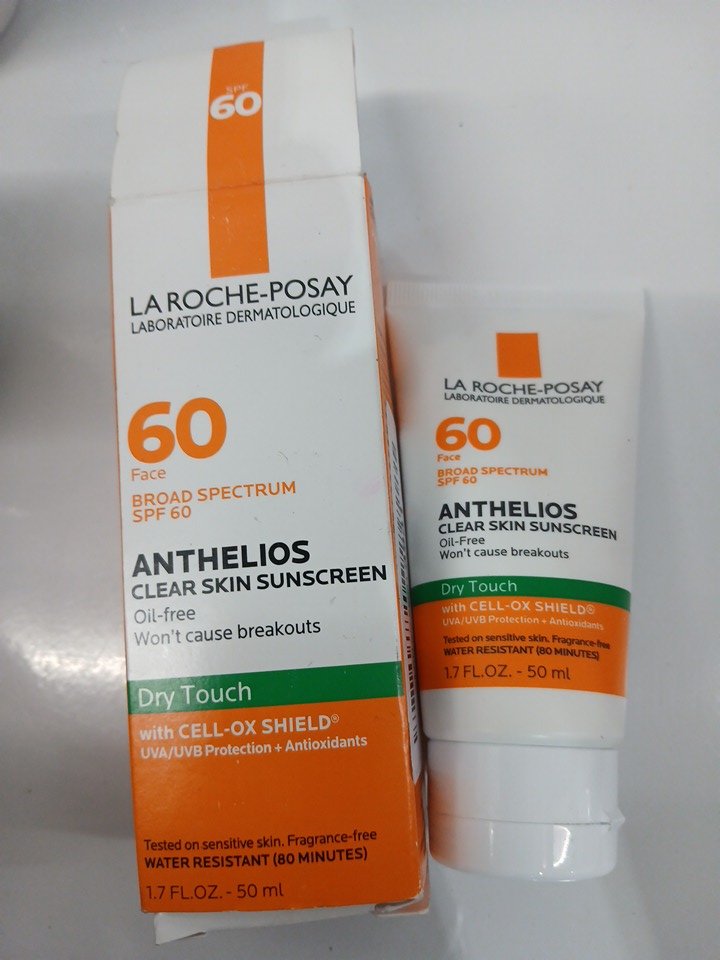 SPF
60
LA ROCHE-POSAY
LABORATOIRE DERMATOLOGIQUE
60
Face
BROAD SPECTRUM
SPF 60
ANTHELIOS
CLEAR SKIN SUNSCREEN
Oil-free
Won't cause breakouts
Dry Touch
with CELL-OX SHIELD®
UVA/UVB Protection + Antioxidants
Tested on sensitive skin. Fragrance-free
WATER RESISTANT (80 MINUTES)
1.7 FL.OZ. - 50 ml
LA ROCHE-POSAY
LABORATOIRE DERMATOLOGIQUE
60
Face
BROAD SPECTRUM
SPF 60
ANTHELIOS
CLEAR SKIN SUNSCREEN
Oil-Free
Won't cause breakouts
Dry Touch
with CELL-OX SHIELD®
UVA/UVB Protection + Antioxidants
Tested on sensitive skin. Fragrance-free
WATER RESISTANT (80 MINUTES)
1.7 FL.OZ. - 50 ml